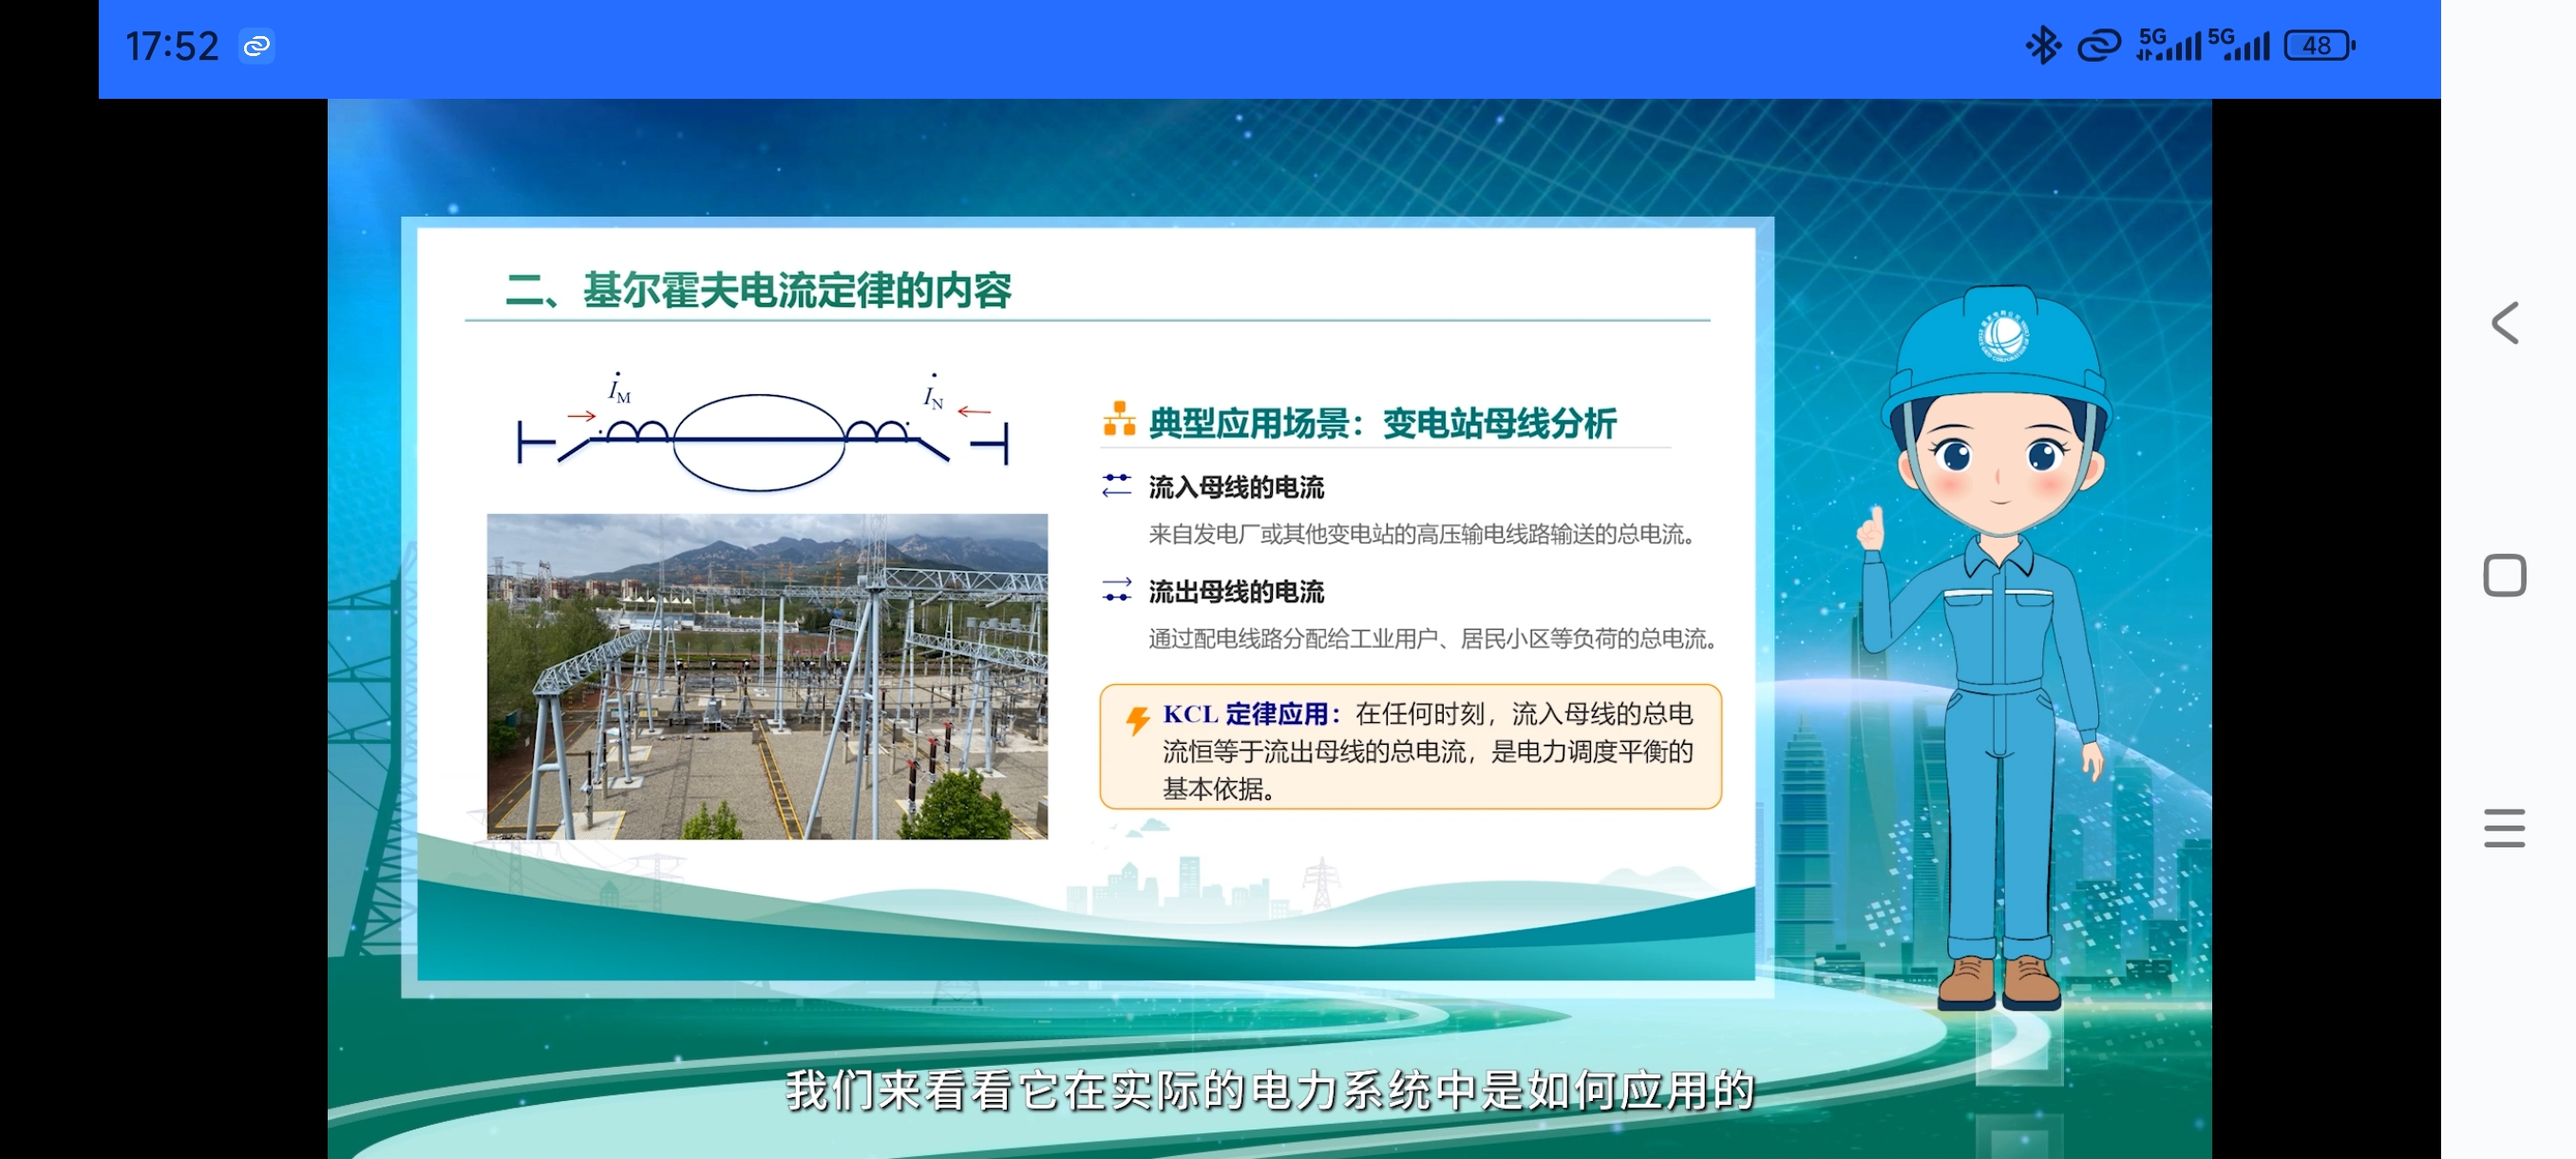 17:52
5G
5G
48
二、基尔霍夫电流定律的内容
İM
İN
典型应用场景：变电站母线分析
流入母线的电流
来自发电厂或其他变电站的高压输电线路输送的总电流。
流出母线的电流
通过配电线路分配给工业用户、居民小区等负荷的总电流。
KCL 定律应用：在任何时刻，流入母线的总电
流恒等于流出母线的总电流，是电力调度平衡的
基本依据。
我们来看看它在实际的电力系统中是如何应用的